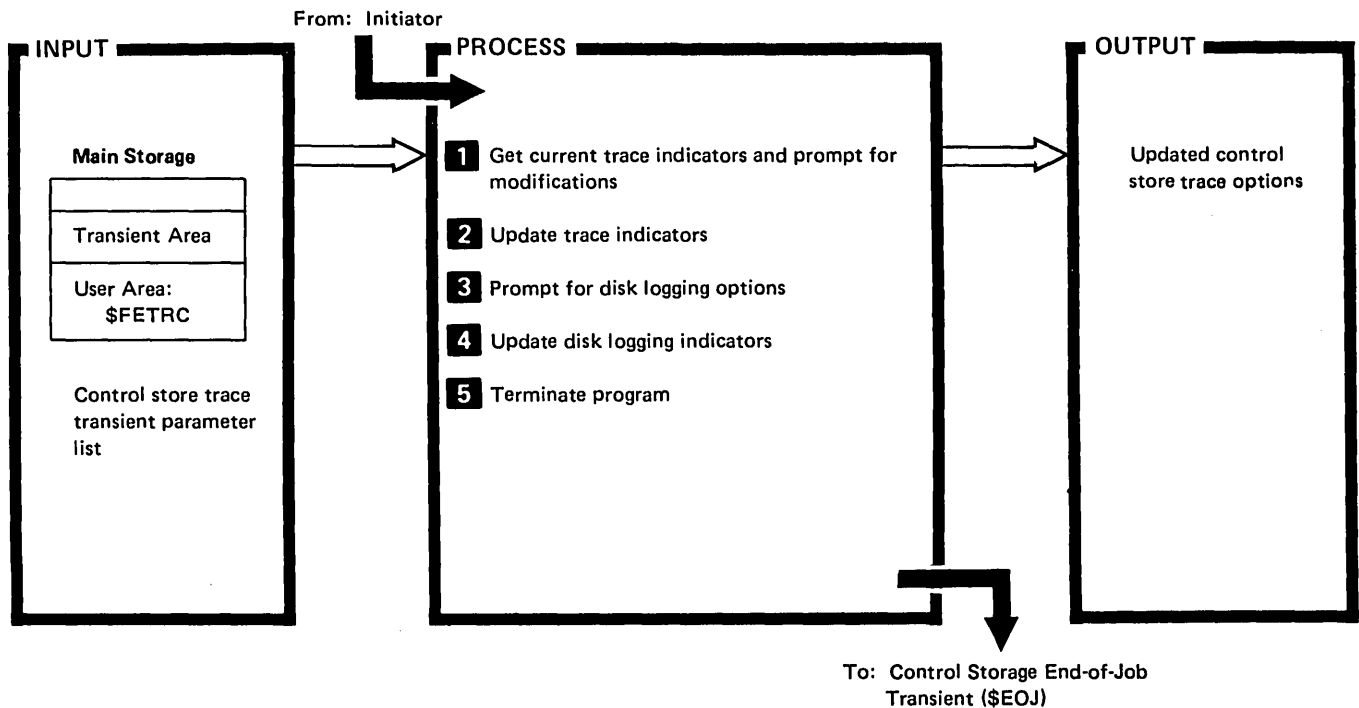 From: Initiator
INPUT
PROCESS
OUTPUT
Main Storage
Transient Area
User Area:
$FETRC
Control store trace
transient parameter
list
1 Get current trace indicators and prompt for
modifications
2 Update trace indicators
3 Prompt for disk logging options
4 Update disk logging indicators
5 Terminate program
Updated control
store trace options
To: Control Storage End-of-Job
Transient ($EOJ)